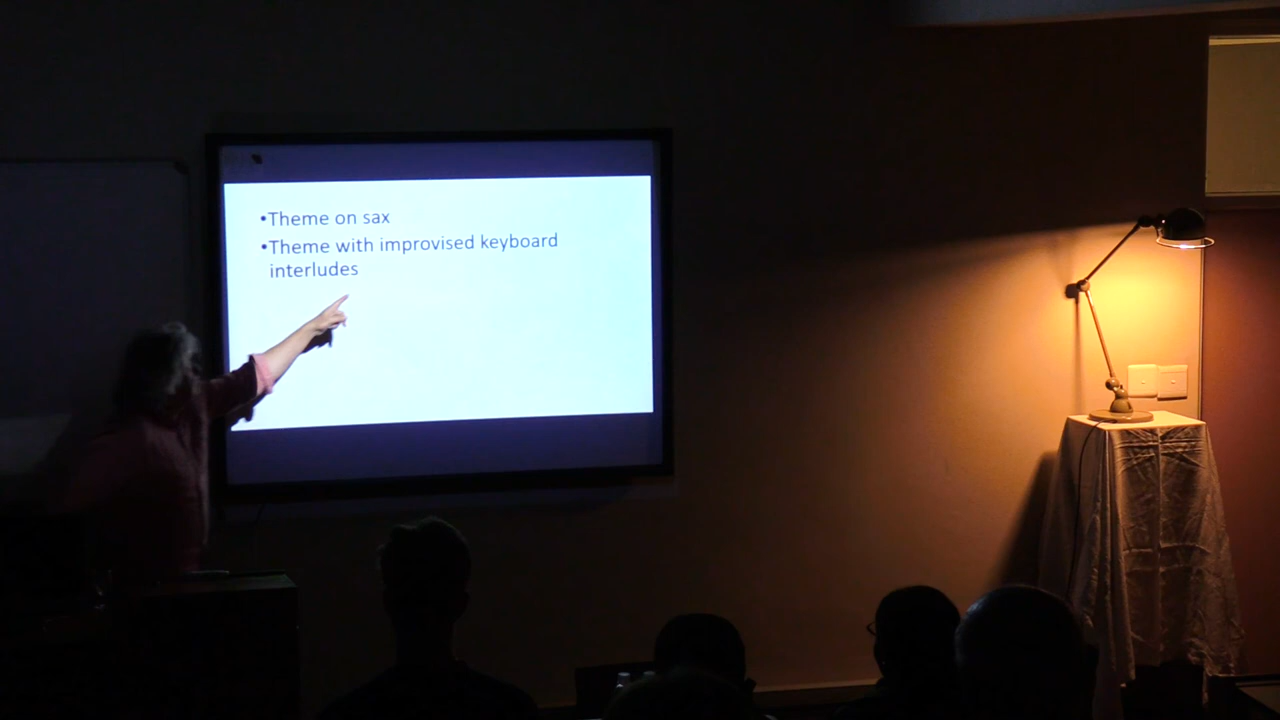 •Theme on sax
•Theme with improvised keyboard
interludes